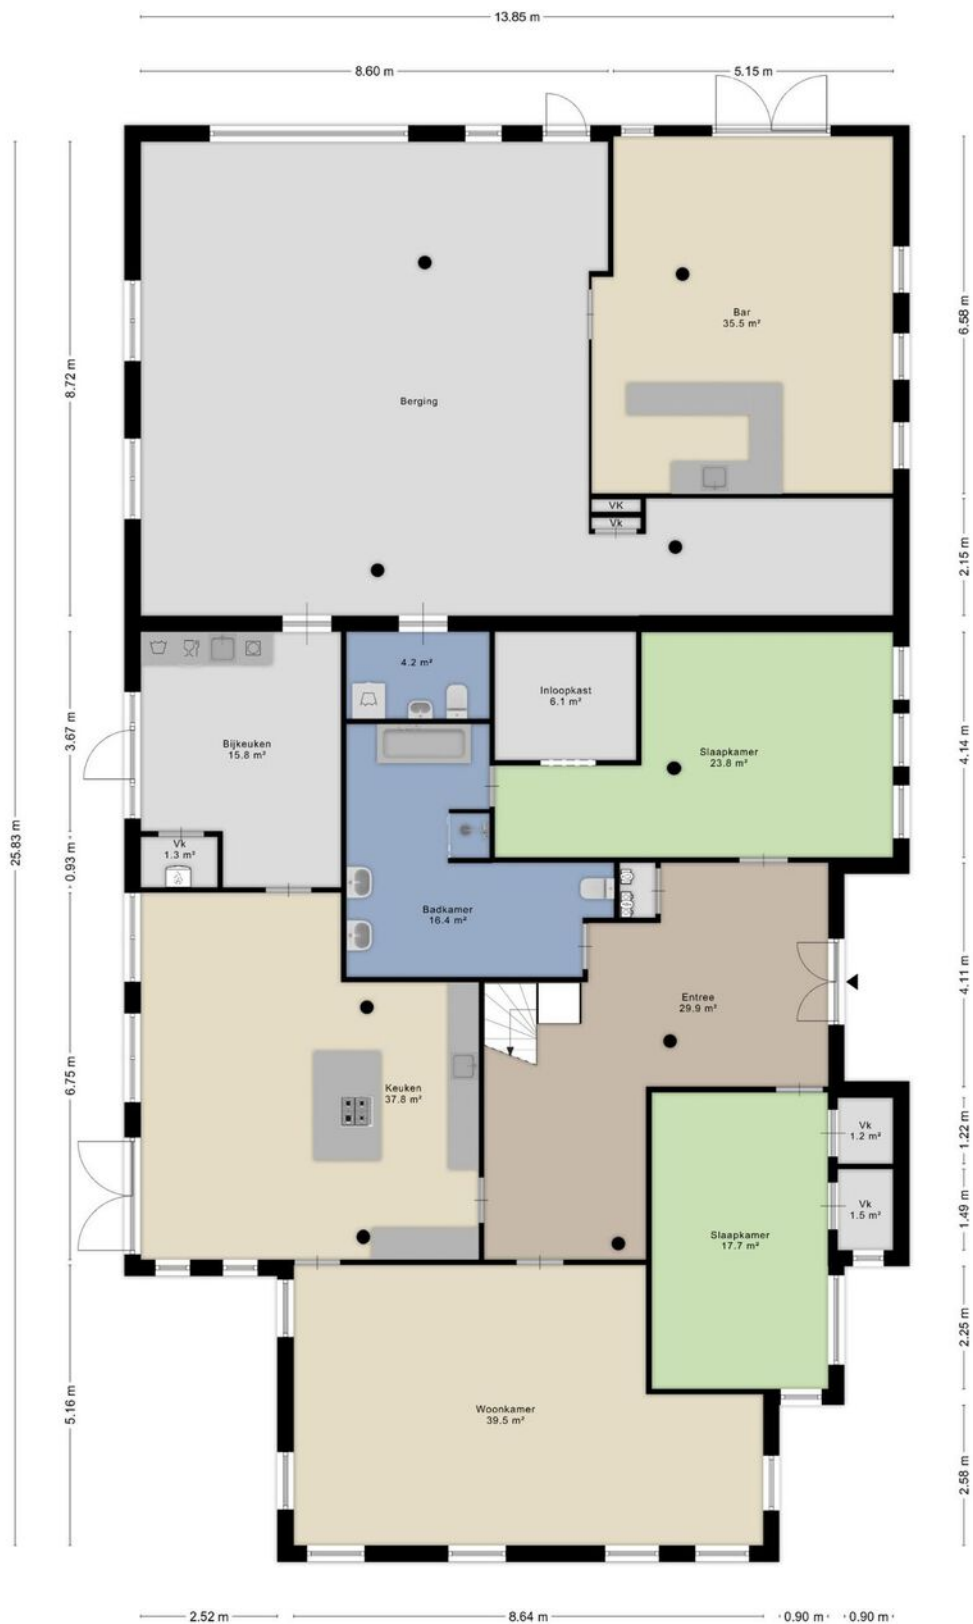 13.85 m
8.60 m
5.15 m
Bar
35.5 m²
6.58 m
8.72 m
Berging
VK
Vk
2.15 m
4.2 m²
Inloopkast
6.1 m²
3.67 m
Bijkeuken
15.8 m²
Slaapkamer
23.8 m²
4.14 m
25.83 m
Vk
1.3 m²
0.93 m
Badkamer
16.4 m²
4.11 m
Entree
29.9 m²
6.75 m
Keuken
37.8 m²
Vk
1.2 m²
1.22 m
Vk
1.5 m²
1.49 m
Slaapkamer
17.7 m²
2.25 m
5.16 m
Woonkamer
39.5 m²
2.58 m
2.52 m
8.64 m
0.90 m
0.90 m